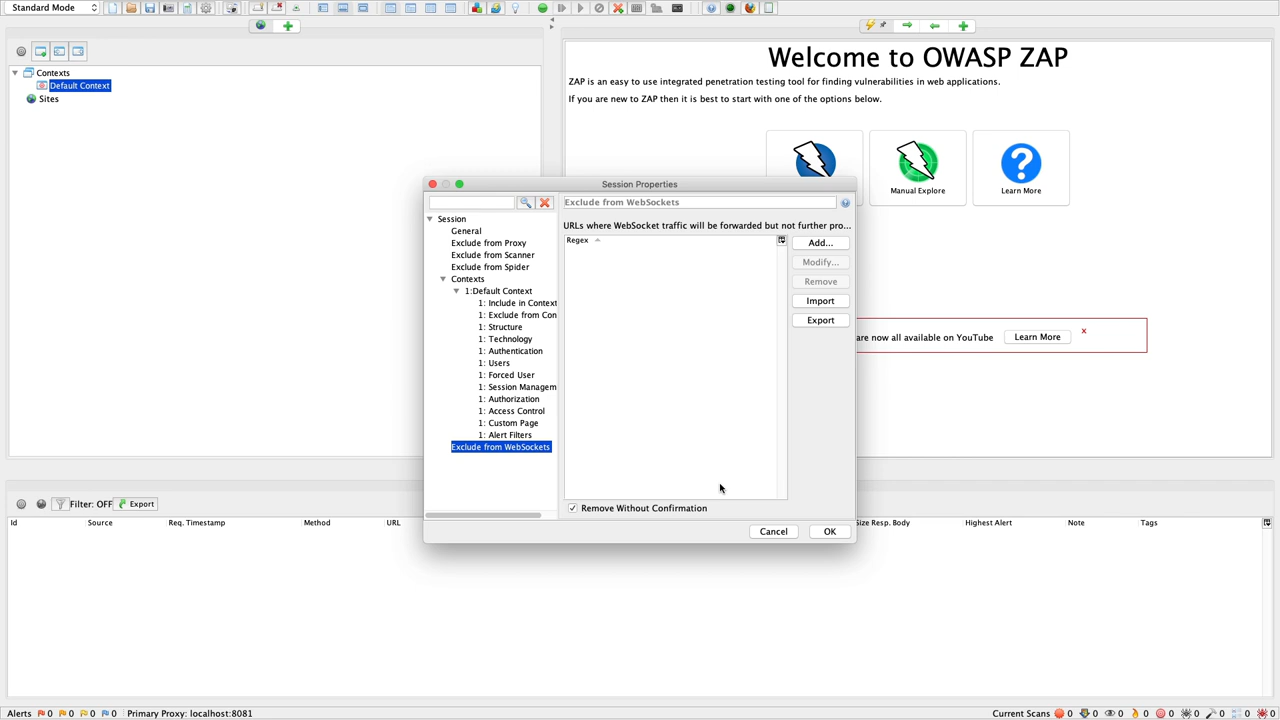 Standard Mode
Contexts
Default Context
Sites
Welcome to OWASP ZAP
ZAP is an easy to use integrated penetration testing tool for finding vulnerabilities in web applications.
If you are new to ZAP then it is best to start with one of the options below.
Manual Explore
Learn More
are now all available on YouTube
Learn More
Session Properties
Session
General
Exclude from Proxy
Exclude from Scanner
Exclude from Spider
Contexts
1:Default Context
1: Include in Context
1: Exclude from Con
1: Structure
1: Technology
1: Authentication
1: Users
1: Forced User
1: Session Managem
1: Authorization
1: Access Control
1: Custom Page
1: Alert Filters
Exclude from WebSockets
Exclude from WebSockets
URLs where WebSocket traffic will be forwarded but not further pro...
Regex
Add...
Modify...
Remove
Import
Export
Remove Without Confirmation
Cancel
OK
Filter: OFF
Export
Id
Source
Req. Timestamp
Method
URL
Size Resp. Body
Highest Alert
Note
Tags
Alerts 0 0 0 0 Primary Proxy: localhost:8081
Current Scans 0 0 0 0 0 0 0 0 0